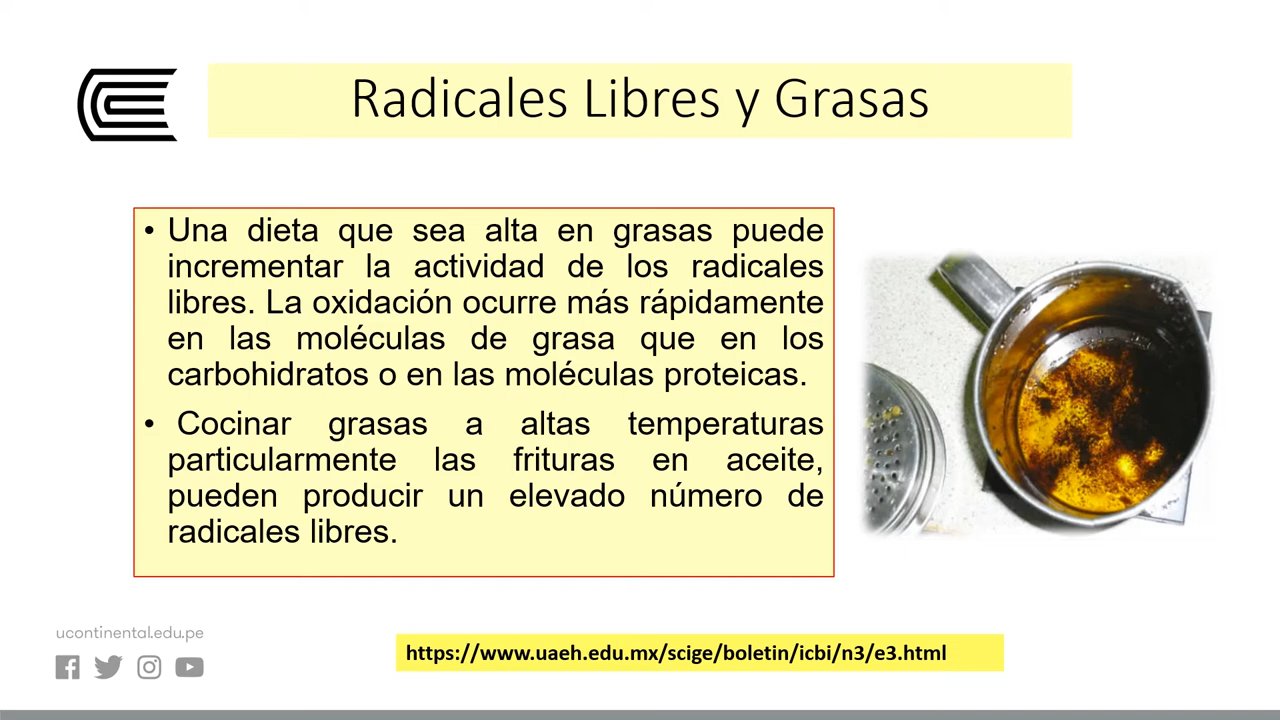 Radicales Libres y Grasas
• Una dieta que sea alta en grasas puede
incrementar la actividad de los radicales
libres. La oxidación ocurre más rápidamente
en las moléculas de grasa que en los
carbohidratos o en las moléculas proteicas.
• Cocinar grasas a altas temperaturas
particularmente las frituras en aceite,
pueden producir un elevado número de
radicales libres.
ucontinental.edu.pe
https://www.uaeh.edu.mx/scige/boletin/icbi/n3/e3.html